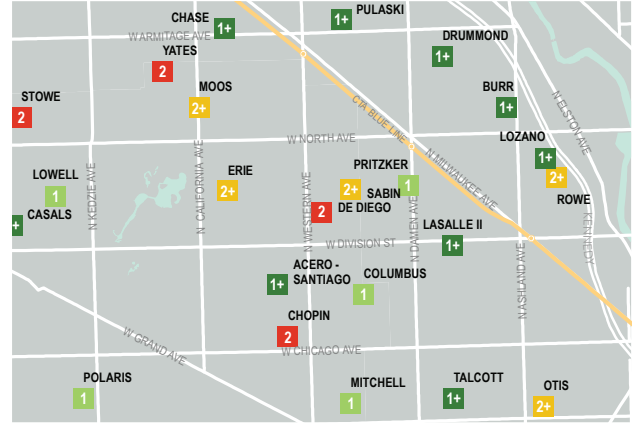 PULASKI
1+
CHASE
1+
W ARMITAGE AVE
DRUMMOND
1+
YATES
2
STOWE
2
MOOS
2+
CTA BLUE LINE
BURR
1+
N ELSTON AVE
W NORTH AVE
LOZANO
1+
2+
ROWE
N MILWAUKEE AVE
LOWELL
1
CASALS
1+
N KEDZIE AVE
N CALIFORNIA AVE
ERIE
2+
PRITZKER
1
2+
SABIN
2
DE DIEGO
N WESTERN AVE
N DAMEN AVE
LASALLE II
1+
KENNEDY
W DIVISION ST
N ASHLAND AVE
ACERO -
SANTIAGO
1+
COLUMBUS
1
CHOPIN
2
W CHICAGO AVE
W GRAND AVE
POLARIS
1
MITCHELL
1
TALCOTT
1+
OTIS
2+